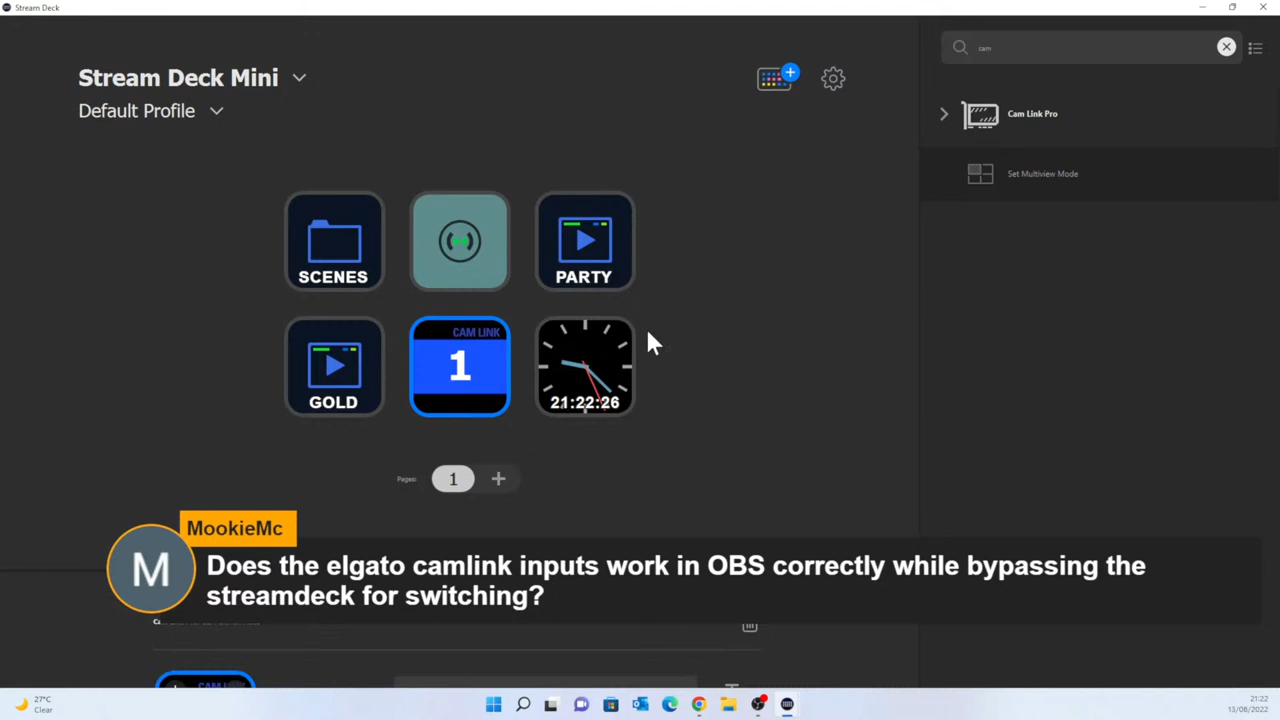 Stream Deck
Stream Deck Mini
Default Profile
cam
Cam Link Pro
Set Multiview Mode
SCENES
PARTY
GOLD
CAM LINK
1
21:22:26
Pages:
1
MookieMc
M
Does the elgato camlink inputs work in OBS correctly while bypassing the
streamdeck for switching?
CAM LINK
27°C
Clear
21:22
13/08/2022